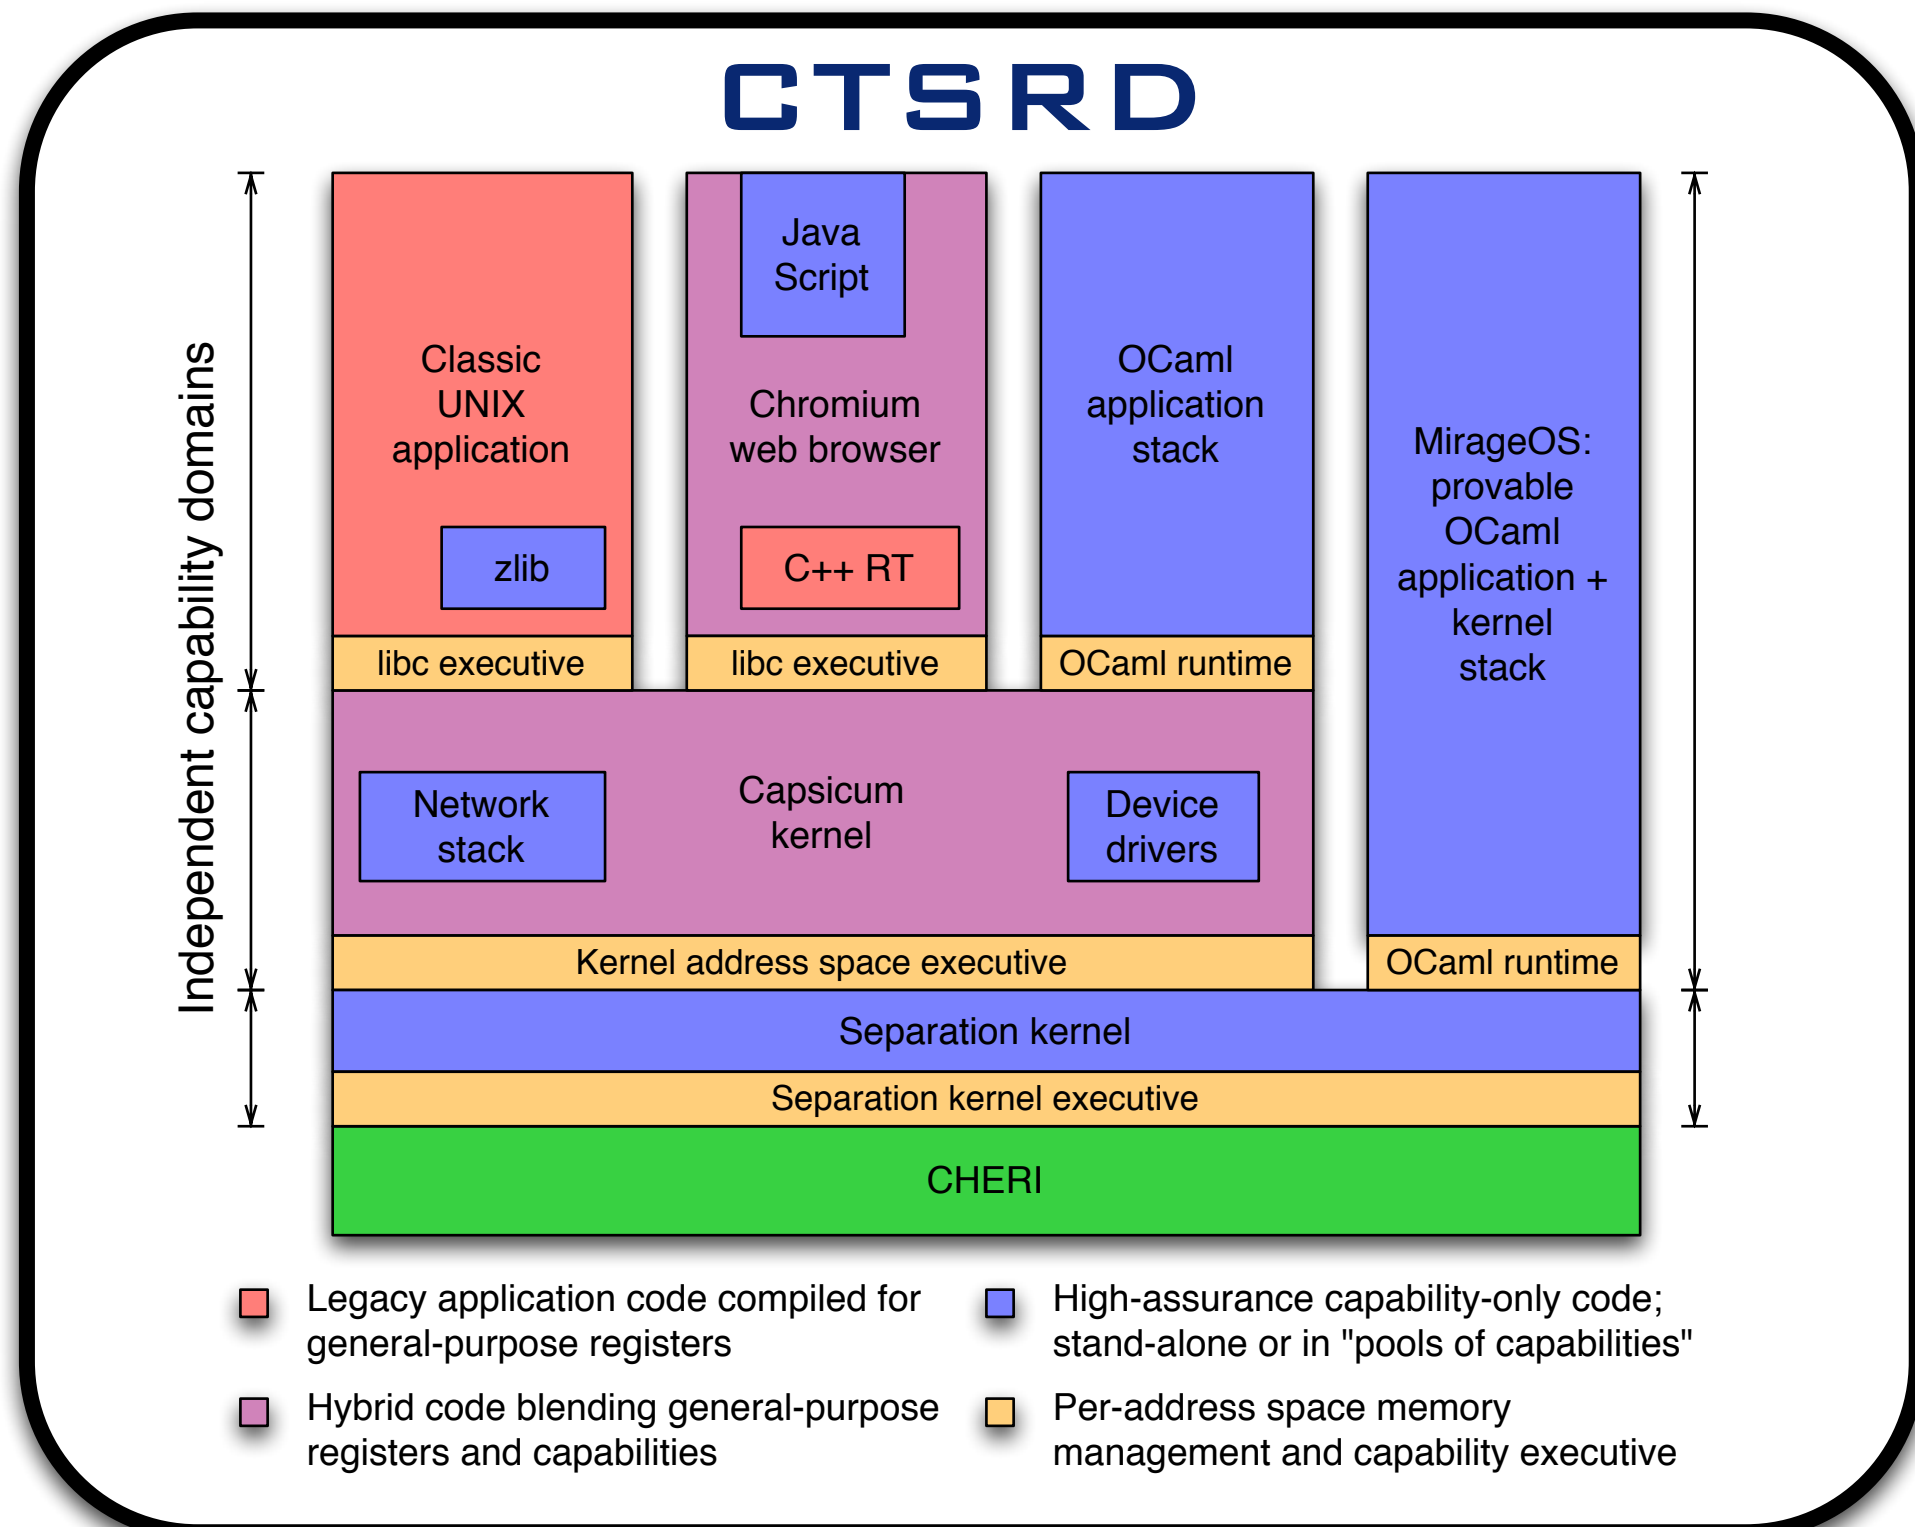 CTSRD
Independent capability domains
Java
Script
Classic
UNIX
application
zlib
Chromium
web browser
C++ RT
OCaml
application
stack
MirageOS:
provable
OCaml
application +
kernel
stack
libc executive
libc executive
OCaml runtime
Network
stack
Capsicum
kernel
Device
drivers
Kernel address space executive
OCaml runtime
Separation kernel
Separation kernel executive
CHERI
Legacy application code compiled for
general-purpose registers
High-assurance capability-only code;
stand-alone or in "pools of capabilities"
Hybrid code blending general-purpose
registers and capabilities
Per-address space memory
management and capability executive